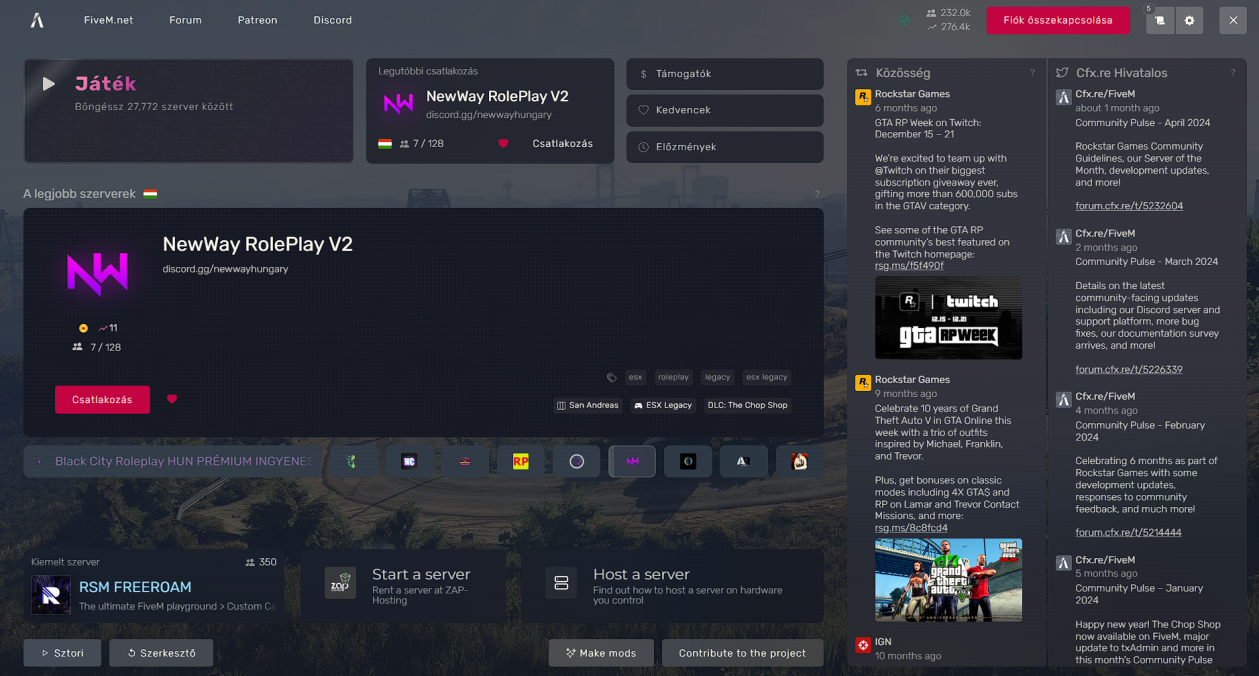 FiveM.net
Forum
Patreon
Discord
232.0k
276.4k
Fiók összekapcsolása
5
Játék
Böngéssz 27,772 szerver között
Legutóbbi csatlakozás
NewWay RolePlay V2
discord.gg/newwayhungary
7 / 128
Csatlakozás
$ Támogatók
Kedvencek
Előzmények
A legjobb szerverek
?
NewWay RolePlay V2
discord.gg/newwayhungary
11
7 / 128
Csatlakozás
esx
roleplay
legacy
esx legacy
San Andreas
ESX Legacy
DLC: The Chop Shop
Black City Roleplay HUN PRÉMIUM INGYENES
NC
RP
NW
Kiemelt szerver
350
RSM FREEROAM
The ultimate FiveM playground > Custom Ca
ZAP
Start a server
Rent a server at ZAP-
Hosting
Host a server
Find out how to host a server on hardware
you control
Sztori
Szerkesztő
Make mods
Contribute to the project
Közösség
?
Rockstar Games
6 months ago
GTA RP Week on Twitch:
December 15 – 21
We're excited to team up with
@Twitch on their biggest
subscription giveaway ever,
gifting more than 600,000 subs
in the GTAV category.
See some of the GTA RP
community's best featured on
the Twitch homepage:
rsg.ms/f5f490f
R | twitch
12.15 - 12.21
gta RP WEEK
Rockstar Games
9 months ago
Celebrate 10 years of Grand
Theft Auto V in GTA Online this
week with a trio of outfits
inspired by Michael, Franklin,
and Trevor.
Plus, get bonuses on classic
modes including 4X GTA$ and
RP on Lamar and Trevor Contact
Missions, and more:
rsg.ms/8c8fcd4
grand theft auto
IGN
10 months ago
Cfx.re Hivatalos
?
Cfx.re/FiveM
about 1 month ago
Community Pulse - April 2024
Rockstar Games Community
Guidelines, our Server of the
Month, development updates,
and more!
forum.cfx.re/t/5232604
Cfx.re/FiveM
2 months ago
Community Pulse - March 2024
Details on the latest
community-facing updates
including our Discord server and
support platform, more bug
fixes, our documentation survey
arrives, and more!
forum.cfx.re/t/5226339
Cfx.re/FiveM
4 months ago
Community Pulse - February
2024
Celebrating 6 months as part of
Rockstar Games with some
development updates,
responses to community
feedback, and much more!
forum.cfx.re/t/5214444
Cfx.re/FiveM
5 months ago
Community Pulse – January
2024
Happy new year! The Chop Shop
now available on FiveM, major
update to txAdmin and more in
this month's Community Pulse